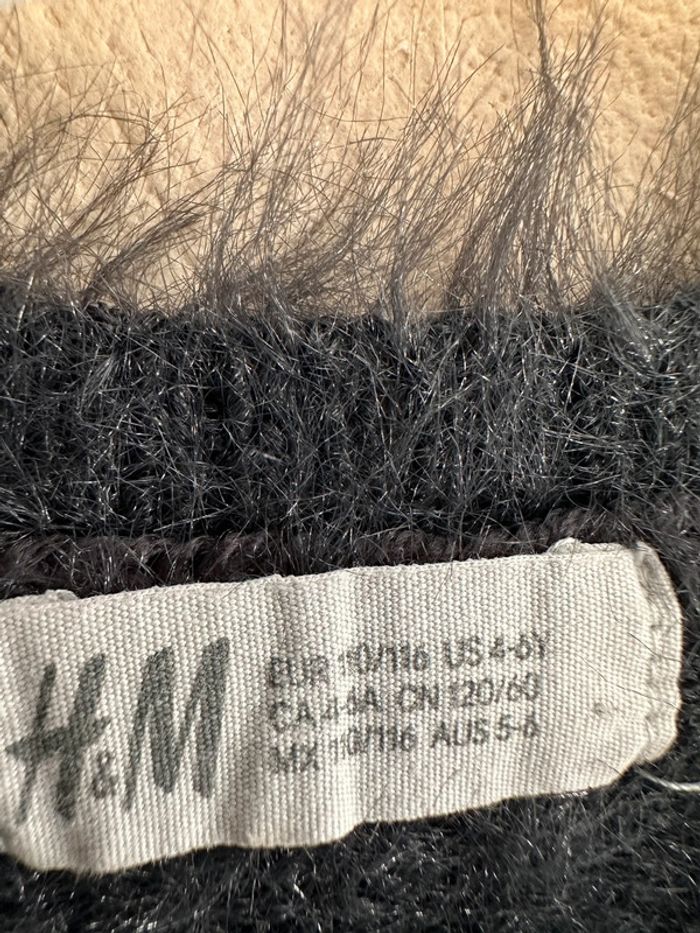 H&M
EUR 110/116 US 4-6Y
CA 4-6A CN 120/60
MX 110/116 AUS 5-6